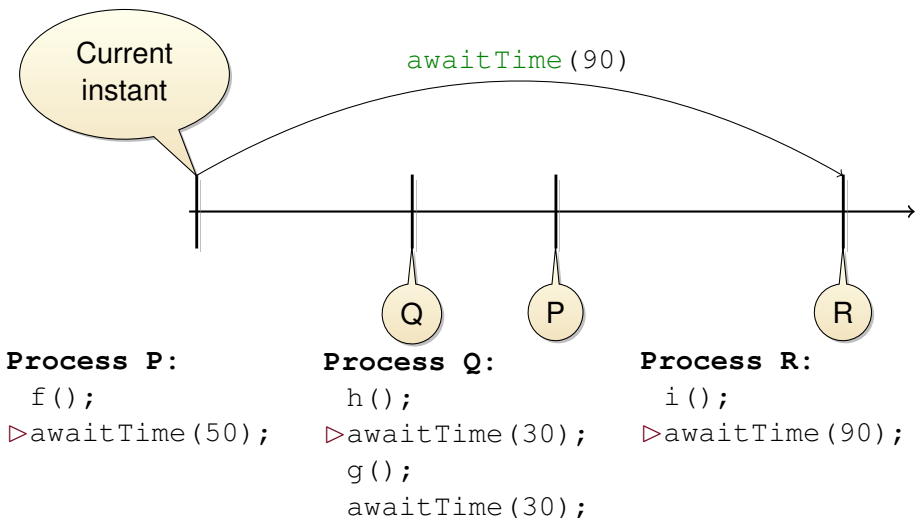 Current
instant
awaitTime(90)
Q
P
R
Process P:
f();
▷awaitTime(50);
Process Q:
h();
▷awaitTime(30);
g();
awaitTime(30);
Process R:
i();
▷awaitTime(90);